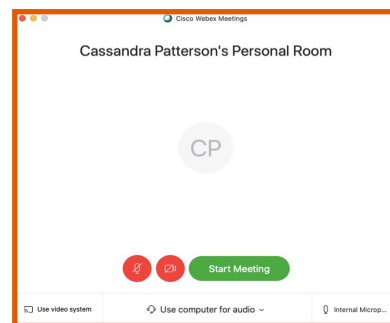 Cisco Webex Meetings
Cassandra Patterson's Personal Room
CP
Start Meeting
Use video system
Use computer for audio
Internal Microp...